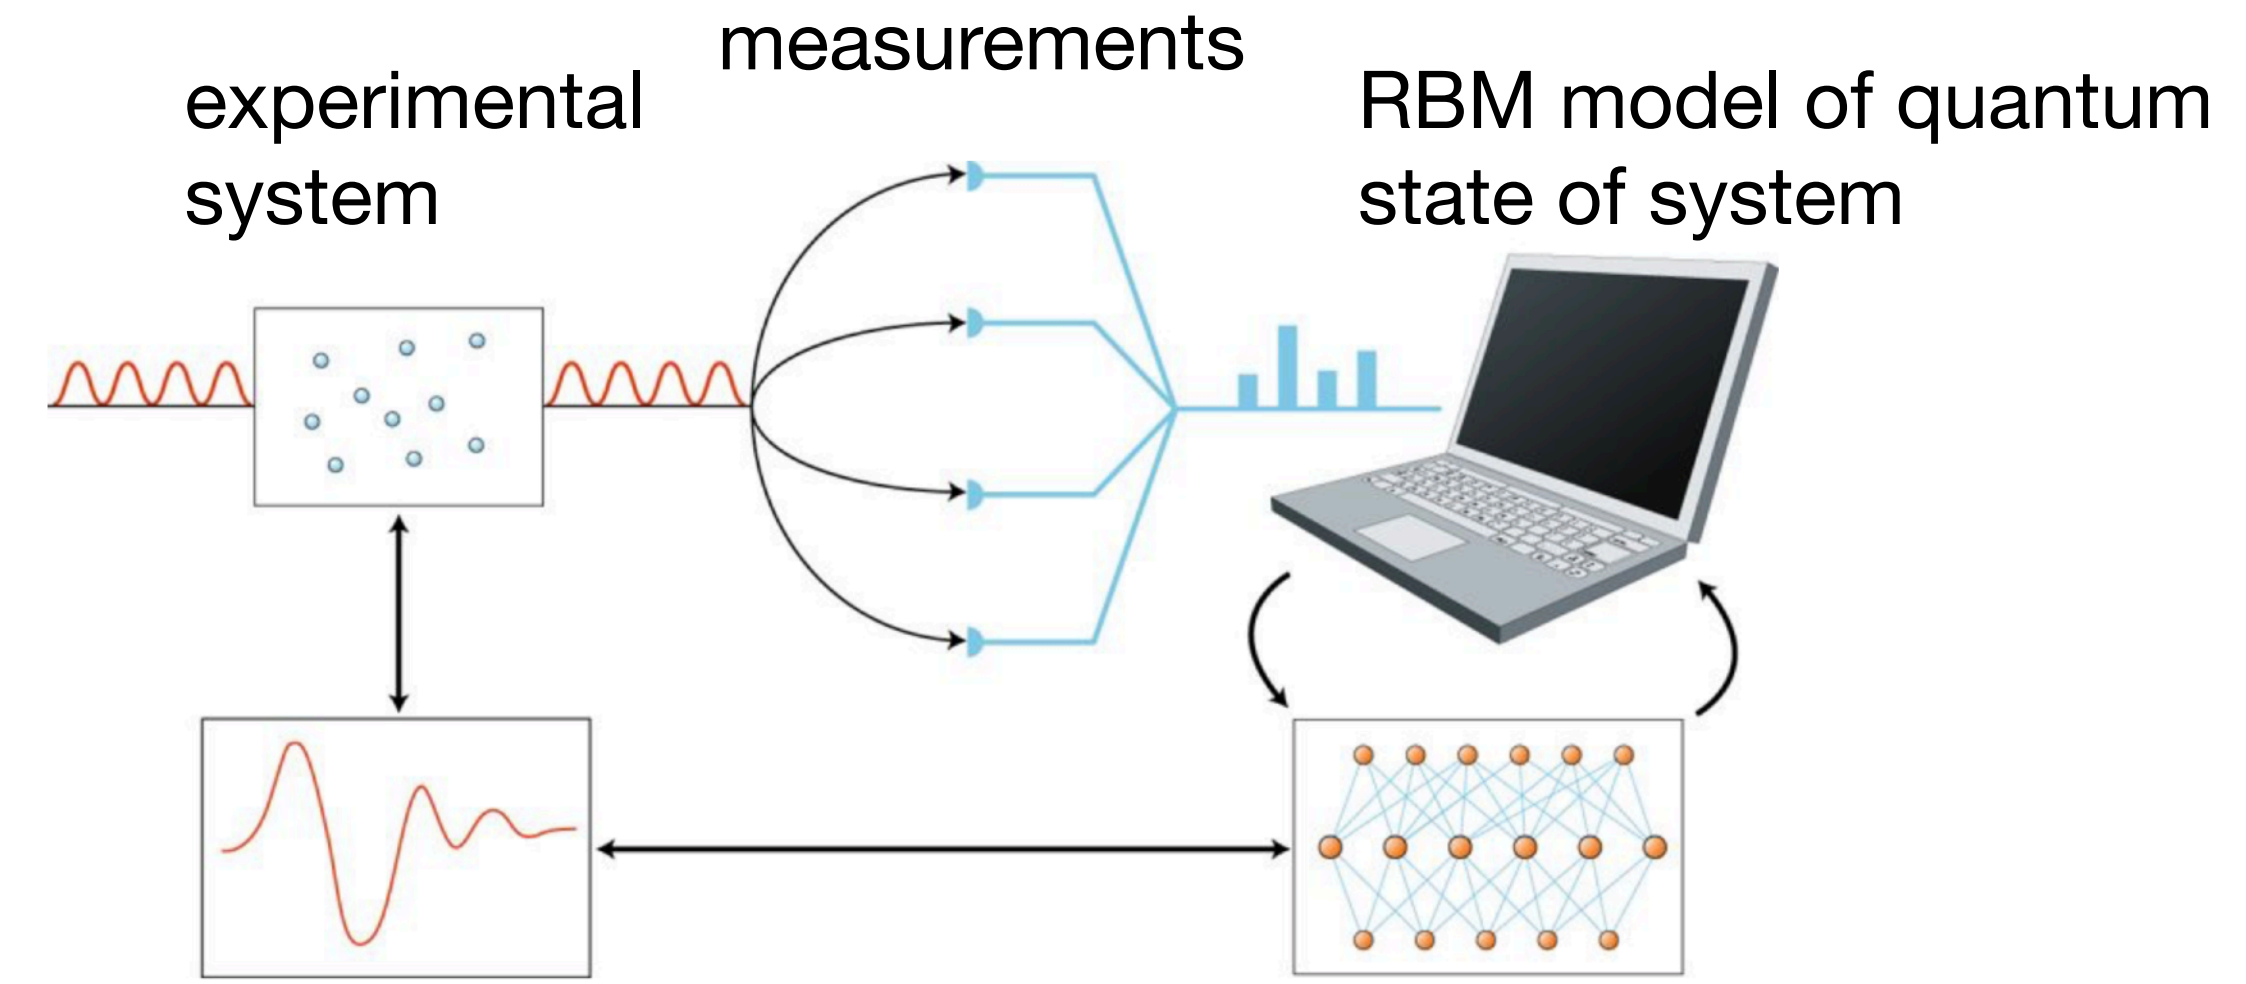 measurements
experimental
system
RBM model of quantum
state of system